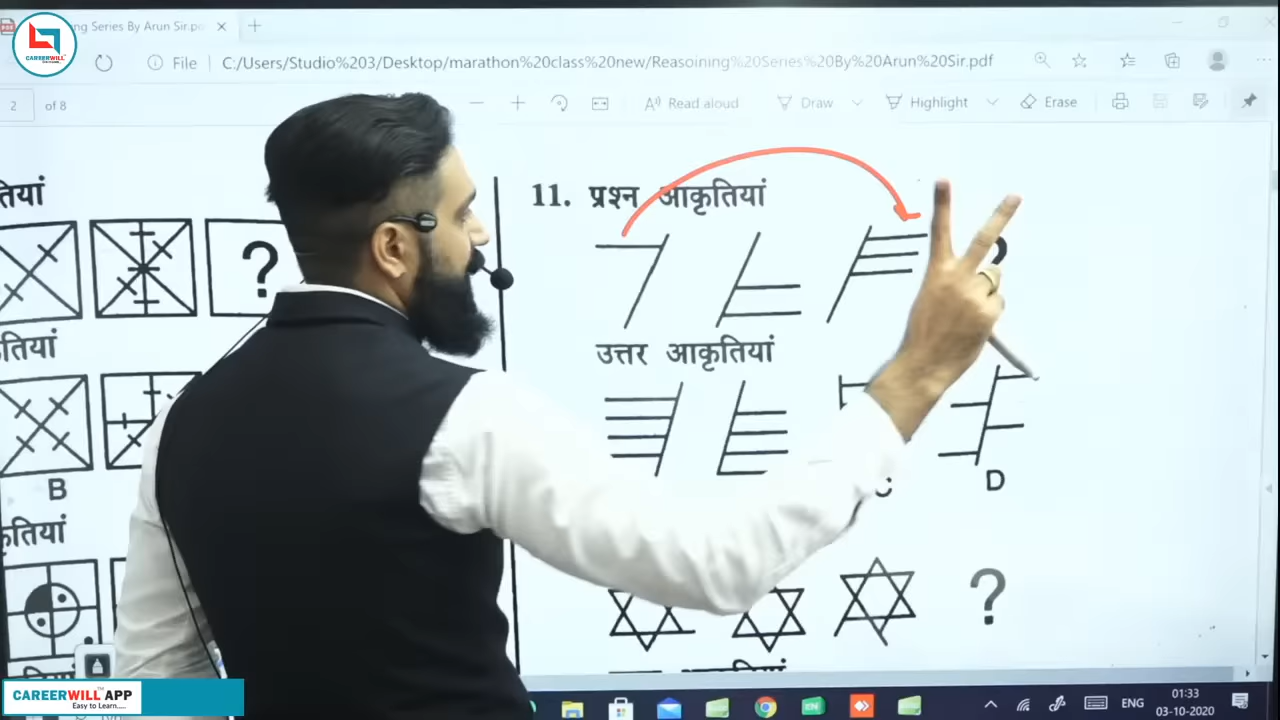 CAREERWILL
ng Series By Arun Sir.pd
File
C:/Users/Studio%203/Desktop/marathon%20class%20new/Reasoining%20Series%20By%20Arun%20Sir.pdf
2 of 8
Read aloud
Draw
Highlight
Erase
तियां
?
तियां
B
कृतियां
11. प्रश्न आकृतियां
?
उत्तर आकृतियां
C D
?
CAREERWILL APP
Easy to Learn.....
ENG
01:33
03-10-2020